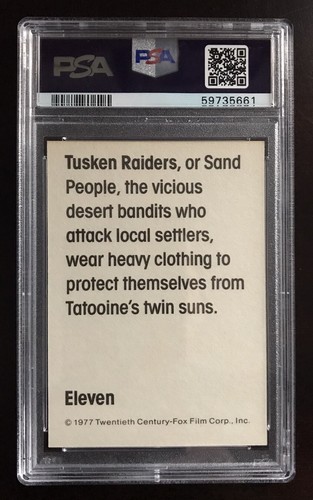 PSA PSA
59735661
Tusken Raiders, or Sand
People, the vicious
desert bandits who
attack local settlers,
wear heavy clothing to
protect themselves from
Tatooine's twin suns.
Eleven
© 1977 Twentieth Century-Fox Film Corp., Inc.